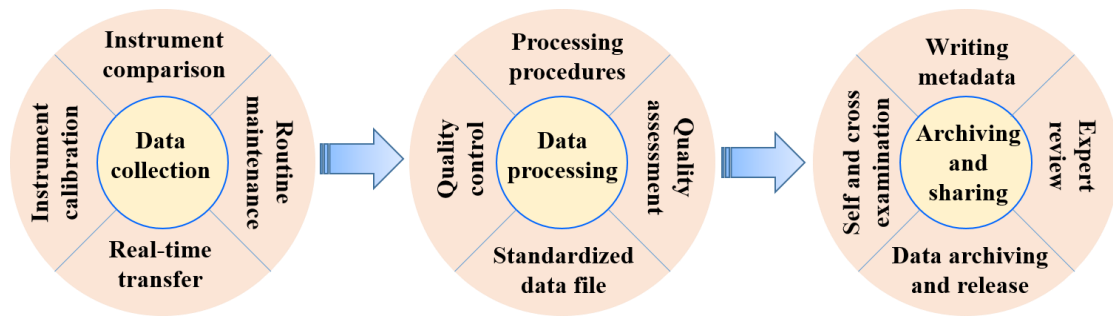 Instrument
comparison
Instrument
calibration
Data
collection
Routine
maintenance
Real-time
transfer
Processing
procedures
Quality
control
Data
processing
Quality
assessment
Standardized
data file
Writing
metadata
Self and cross
examination
Archiving
and
sharing
Expert
review
Data archiving
and release